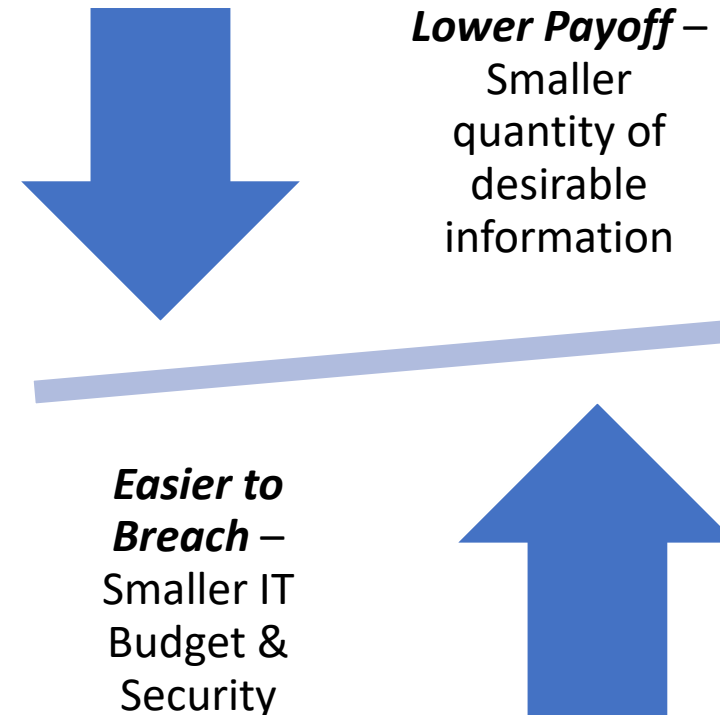 Lower Payoff –
Smaller
quantity of
desirable
information
Easier to
Breach –
Smaller IT
Budget &
Security